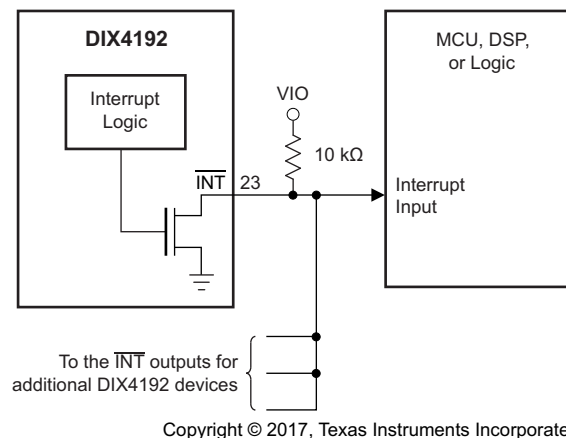 DIX4192
Interrupt
Logic
INT
23
VIO
10 kΩ
MCU, DSP,
or Logic
Interrupt
Input
To the INT outputs for
additional DIX4192 devices
Copyright © 2017, Texas Instruments Incorporate